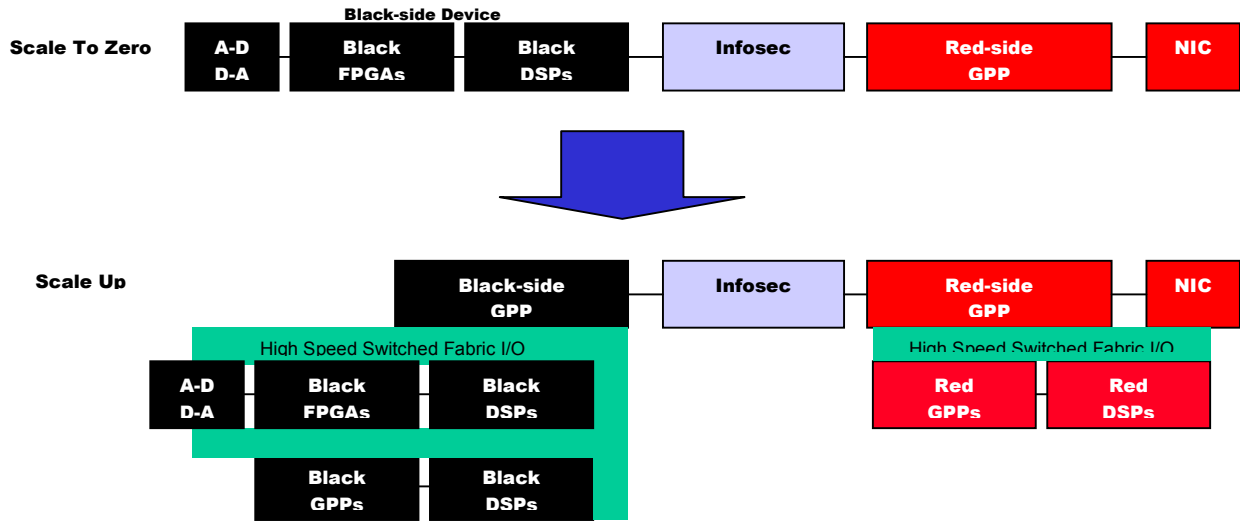 Black-side Device
Scale To Zero
A-D
D-A
Black
FPGAs
Black
DSPs
Infosec
Red-side
GPP
NIC
Scale Up
Black-side
GPP
Infosec
Red-side
GPP
NIC
High Speed Switched Fabric I/O
High Speed Switched Fabric I/O
A-D
D-A
Black
FPGAs
Black
DSPs
Red
GPPs
Red
DSPs
Black
GPPs
Black
DSPs